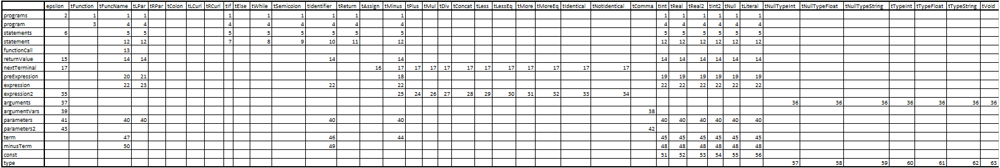 epsilon tFunction tFuncName tLPar tRPar tColon tLCurl tRCurl tIf tElse tWhile tSemicolon tIdentifier tReturn tAssign tMinus tPlus tMul tDiv tConcat tLess tLessEq tMore tMoreEq tIdentical tNotIdentical tComma tInt tReal tReal2 tInt2 tNull tLiteral tNullTypeInt tNullTypeFloat tNullTypeString tTypeInt tTypeFloat tTypeString tVoid
programs 2 1 1 1 1 1 1 1 1 1 1 1 1 1 1 1
program 3 4 4 4 4 4 4 4 4 4 4 4 4 4 4
statements 6 5 5 5 5 5 5 5 5 5 5 5 5 5 5
statement 12 12 7 8 9 10 11 12 12 12 12 12 12 12
functionCall 13
returnValue 15 14 14 14 14 14 14 14 14 14 14
nextTerminal 17 16 17 17 17 17 17 17 17 17 17 17 17
preExpression 20 21 18 19 19 19 19 19 19
expression 22 23 22 22 22 22 22 22 22 22
expression2 35 25 24 26 27 28 29 30 31 32 33 34
arguments 37 36 36 36 36 36 36 36
argumentVars 39 38
parameters 41 40 40 40 40 40 40 40 40 40 40
parameters2 43 42
term 47 46 44 45 45 45 45 45 45
minusTerm 50 49 48 48 48 48 48 48
const 51 52 53 54 55 56
type 57 58 59 60 61 62 63